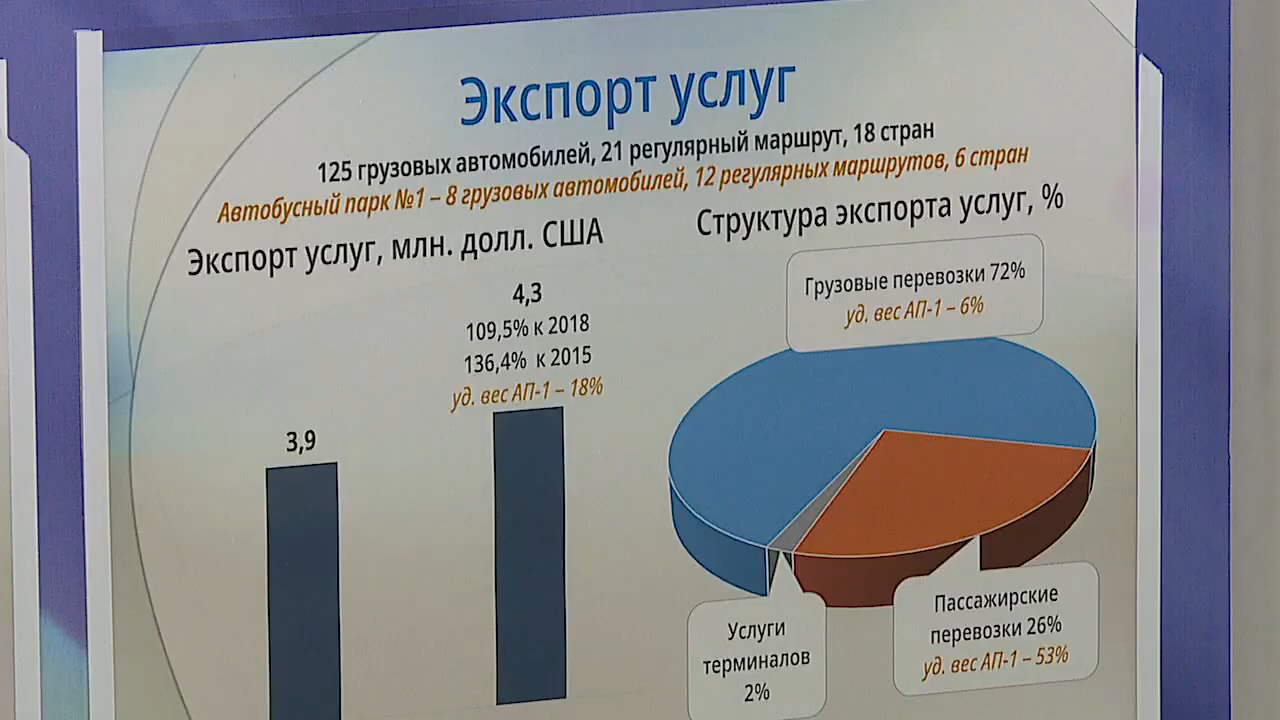 Экспорт услуг
125 грузовых автомобилей, 21 регулярный маршрут, 18 стран
Автобусный парк №1 – 8 грузовых автомобилей, 12 регулярных маршрутов, 6 стран
Экспорт услуг, млн. долл. США
4,3
109,5% к 2018
136,4% к 2015
уд. вес АП-1 – 18%
3,9
Структура экспорта услуг, %
Грузовые перевозки 72%
уд. вес АП-1 – 6%
Услуги
терминалов
2%
Пассажирские
перевозки 26%
уд. вес АП-1 – 53%